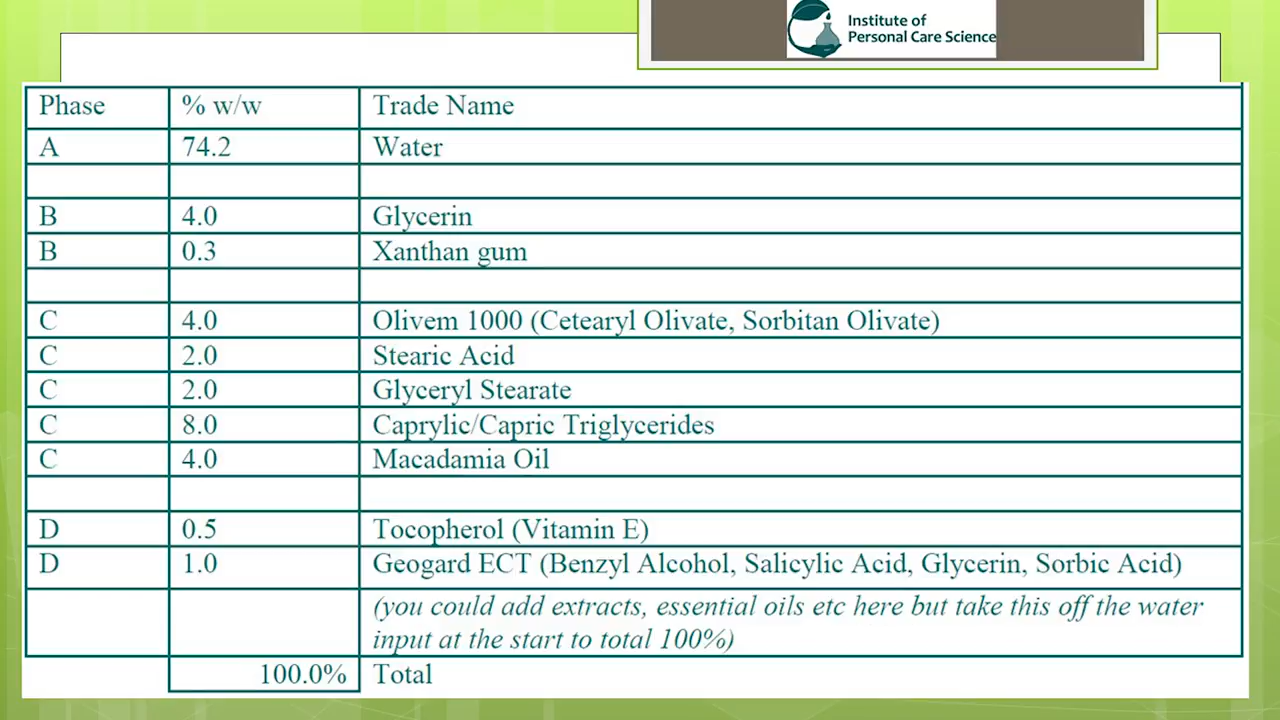 Institute of
Personal Care Science
Phase % w/w Trade Name
A 74.2 Water
B 4.0 Glycerin
B 0.3 Xanthan gum
C 4.0 Olivem 1000 (Cetearyl Olivate, Sorbitan Olivate)
C 2.0 Stearic Acid
C 2.0 Glyceryl Stearate
C 8.0 Caprylic/Capric Triglycerides
C 4.0 Macadamia Oil
D 0.5 Tocopherol (Vitamin E)
D 1.0 Geogard ECT (Benzyl Alcohol, Salicylic Acid, Glycerin, Sorbic Acid)
(you could add extracts, essential oils etc here but take this off the water
input at the start to total 100%)
100.0% Total